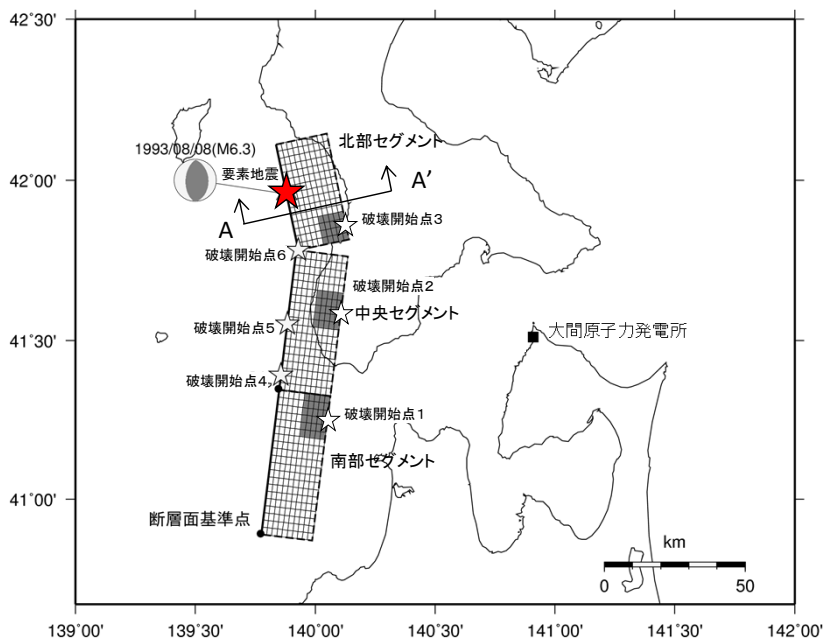 42°30'
北部セグメント
1993/08/08(M6.3)
要素地震
42°00'
A'
A
破壊開始点3
破壊開始点6
破壊開始点2
中央セグメント
破壊開始点5
大間原子力発電所
41°30'
破壊開始点4
破壊開始点1
南部セグメント
41°00'
断層面基準点
km
0 50
139°00' 139°30' 140°00' 140°30' 141°00' 141°30' 142°00'